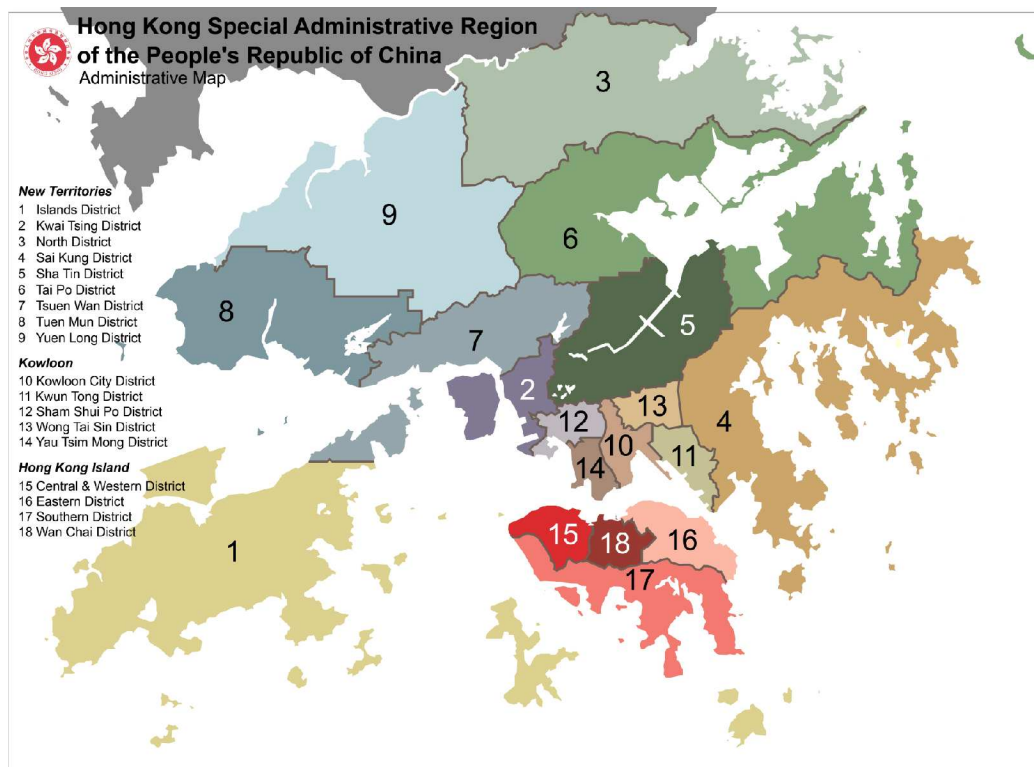 Hong Kong Special Administrative Region
of the People's Republic of China
Administrative Map
New Territories
1 Islands District
2 Kwai Tsing District
3 North District
4 Sai Kung District
5 Sha Tin District
6 Tai Po District
7 Tsuen Wan District
8 Tuen Mun District
9 Yuen Long District
Kowloon
10 Kowloon City District
11 Kwun Tong District
12 Sham Shui Po District
13 Wong Tai Sin District
14 Yau Tsim Mong District
Hong Kong Island
15 Central & Western District
16 Eastern District
17 Southern District
18 Wan Chai District
3
9
6
8
5
7
2
13
4
12
10
11
14
15
18
16
1
17